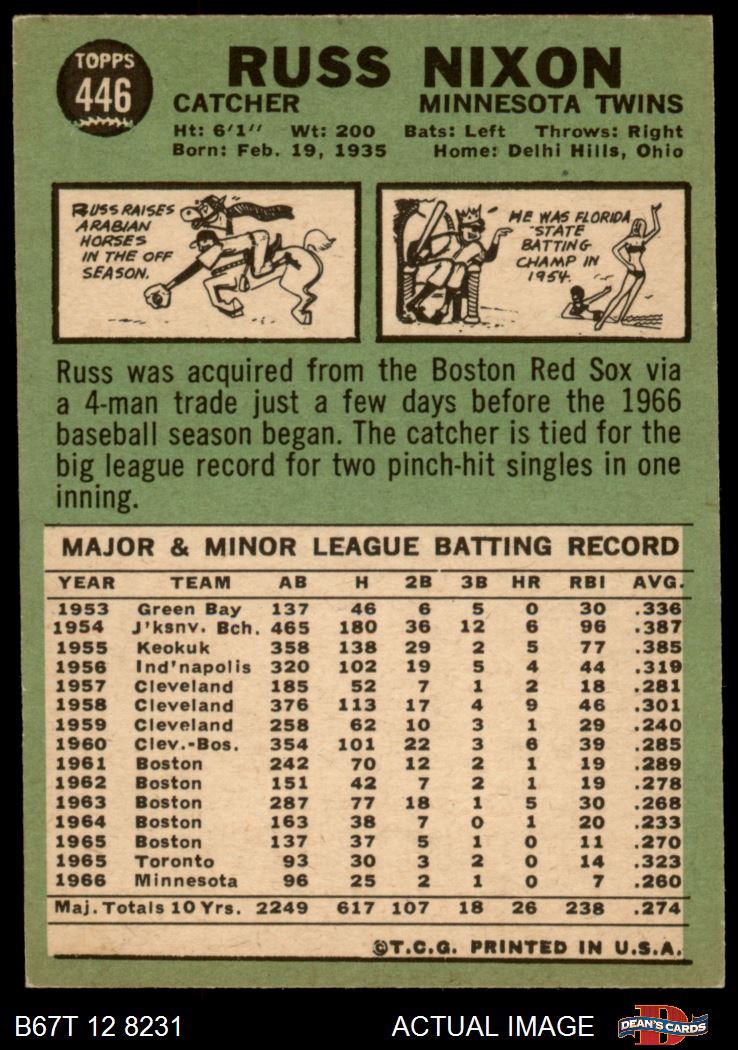 TOPPS
446
RUSS NIXON
CATCHER MINNESOTA TWINS
Ht: 6'1" Wt: 200 Bats: Left Throws: Right
Born: Feb. 19, 1935 Home: Delhi Hills, Ohio
RUSS RAISES
ARABIAN
HORSES
IN THE OFF
SEASON.
HE WAS FLORIDA
STATE
BATTING
CHAMP IN
1954.
Russ was acquired from the Boston Red Sox via
a 4-man trade just a few days before the 1966
baseball season began. The catcher is tied for the
big league record for two pinch-hit singles in one
inning.
MAJOR & MINOR LEAGUE BATTING RECORD
YEAR TEAM AB H 2B 3B HR RBI AVG.
1953 Green Bay 137 46 6 5 0 30 .336
1954 J'ksnv. Bch. 465 180 36 12 6 96 .387
1955 Keokuk 358 138 29 2 5 77 .385
1956 Ind'napolis 320 102 19 5 4 44 .319
1957 Cleveland 185 52 7 1 2 18 .281
1958 Cleveland 376 113 17 4 9 46 .301
1959 Cleveland 258 62 10 3 1 29 .240
1960 Clev.-Bos. 354 101 22 3 6 39 .285
1961 Boston 242 70 12 2 1 19 .289
1962 Boston 151 42 7 2 1 19 .278
1963 Boston 287 77 18 1 5 30 .268
1964 Boston 163 38 7 0 1 20 .233
1965 Boston 137 37 5 1 0 11 .270
1965 Toronto 93 30 3 2 0 14 .323
1966 Minnesota 96 25 2 1 0 7 .260
Maj. Totals 10 Yrs. 2249 617 107 18 26 238 .274
©T.C.G. PRINTED IN U.S.A.
B67T 12 8231 ACTUAL IMAGE
D
DEAN'S CARDS